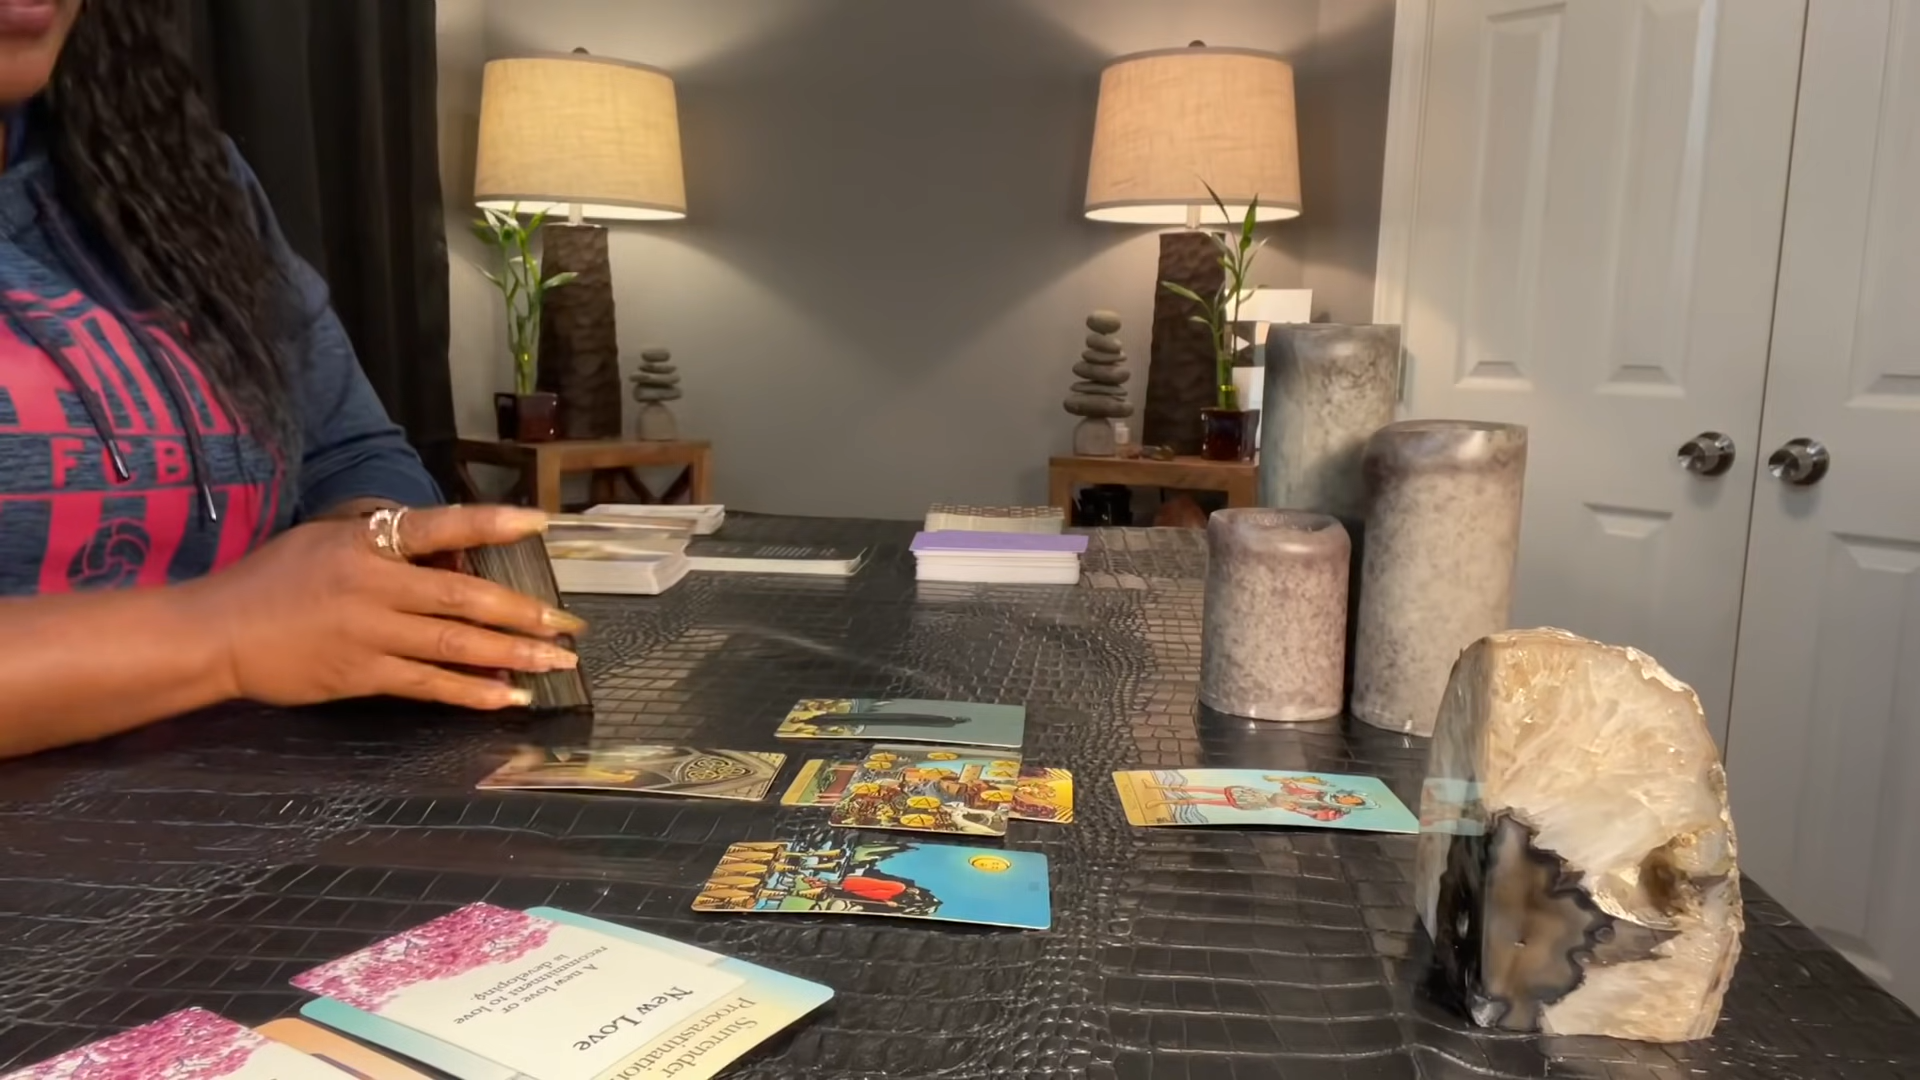 FCB
New Love
A new love or
recommitment to love
is developing.
Surrender
Procrastination